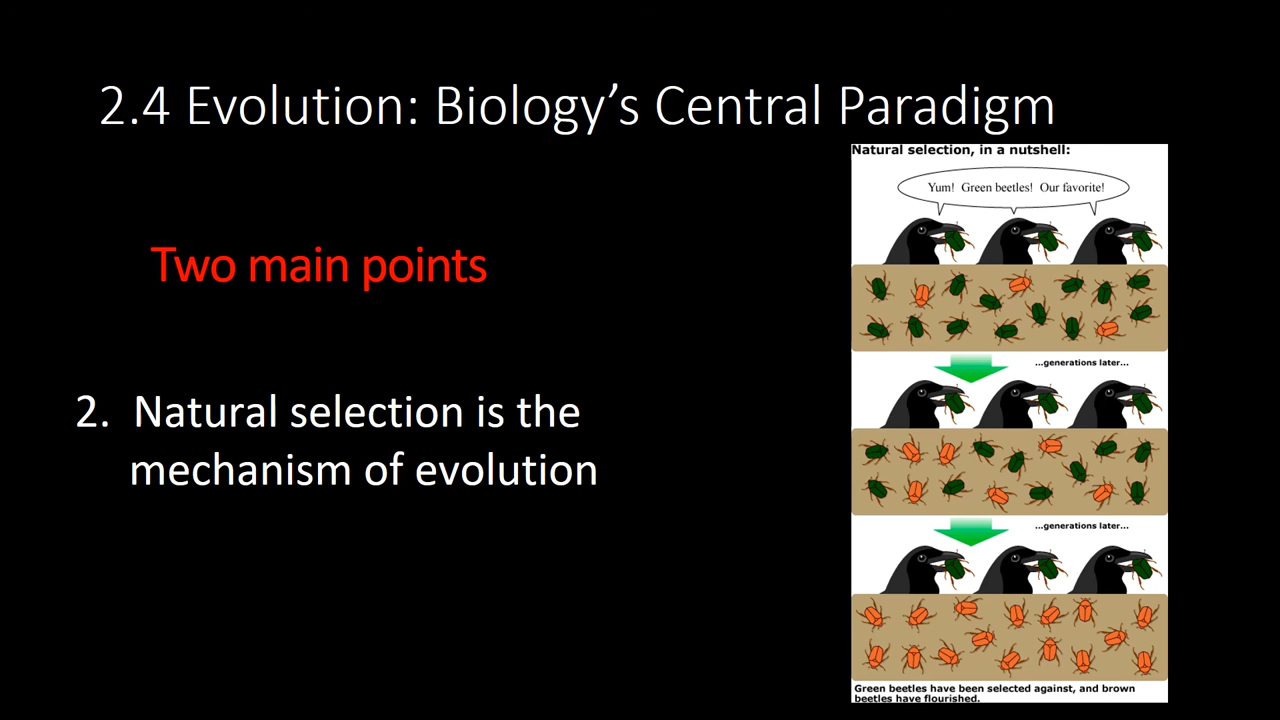 2.4 Evolution: Biology’s Central Paradigm
Two main points
2. Natural selection is the
mechanism of evolution
Natural selection, in a nutshell:
Yum! Green beetles! Our favorite!
...generations later...
...generations later...
Green beetles have been selected against, and brown
beetles have flourished.